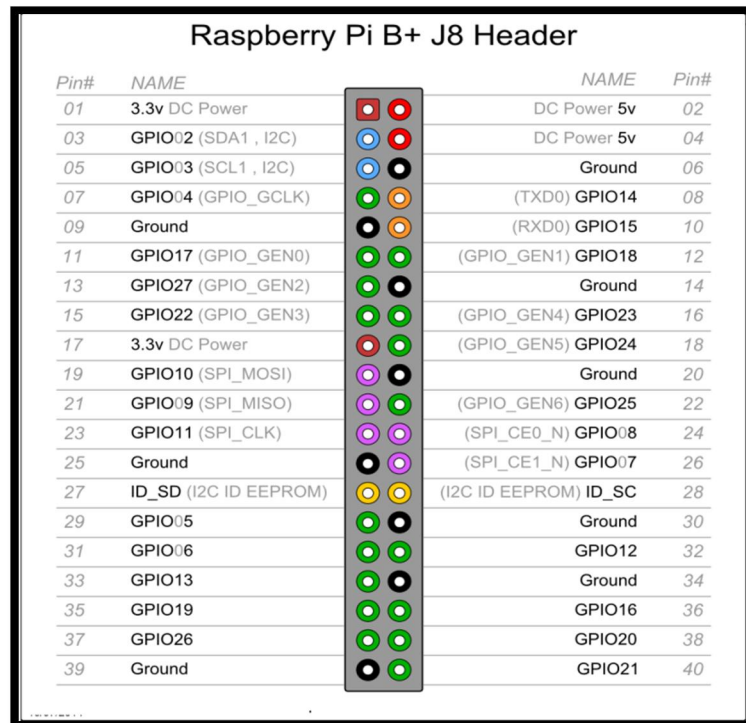 Raspberry Pi B+ J8 Header
Pin# NAME NAME Pin#
01 3.3v DC Power DC Power 5v 02
03 GPIO02 (SDA1 , I2C) DC Power 5v 04
05 GPIO03 (SCL1 , I2C) Ground 06
07 GPIO04 (GPIO_GCLK) (TXD0) GPIO14 08
09 Ground (RXD0) GPIO15 10
11 GPIO17 (GPIO_GEN0) (GPIO_GEN1) GPIO18 12
13 GPIO27 (GPIO_GEN2) Ground 14
15 GPIO22 (GPIO_GEN3) (GPIO_GEN4) GPIO23 16
17 3.3v DC Power (GPIO_GEN5) GPIO24 18
19 GPIO10 (SPI_MOSI) Ground 20
21 GPIO09 (SPI_MISO) (GPIO_GEN6) GPIO25 22
23 GPIO11 (SPI_CLK) (SPI_CE0_N) GPIO08 24
25 Ground (SPI_CE1_N) GPIO07 26
27 ID_SD (I2C ID EEPROM) (I2C ID EEPROM) ID_SC 28
29 GPIO05 Ground 30
31 GPIO06 GPIO12 32
33 GPIO13 Ground 34
35 GPIO19 GPIO16 36
37 GPIO26 GPIO20 38
39 Ground GPIO21 40